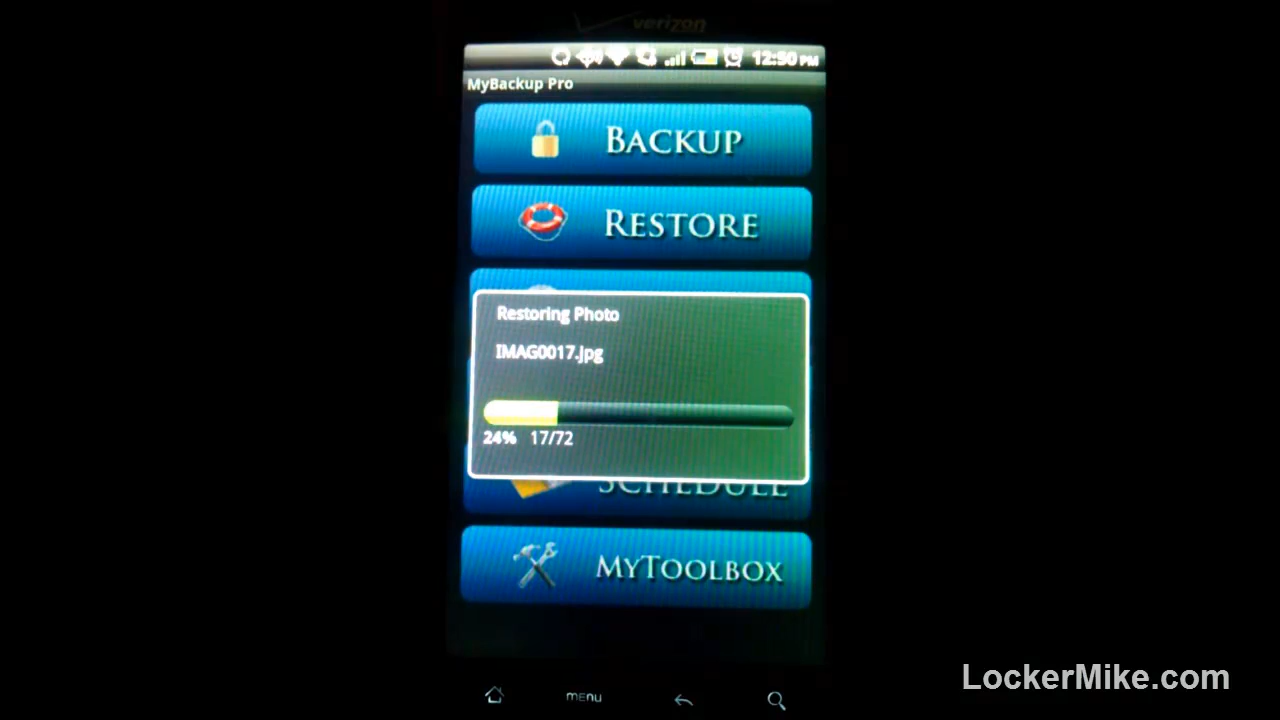 verizon
12:50 PM
MyBackup Pro
Backup
Restore
Restoring Photo
IMAG0017.jpg
24% 17/72
Schedule
MyToolbox
menu
LockerMike.com